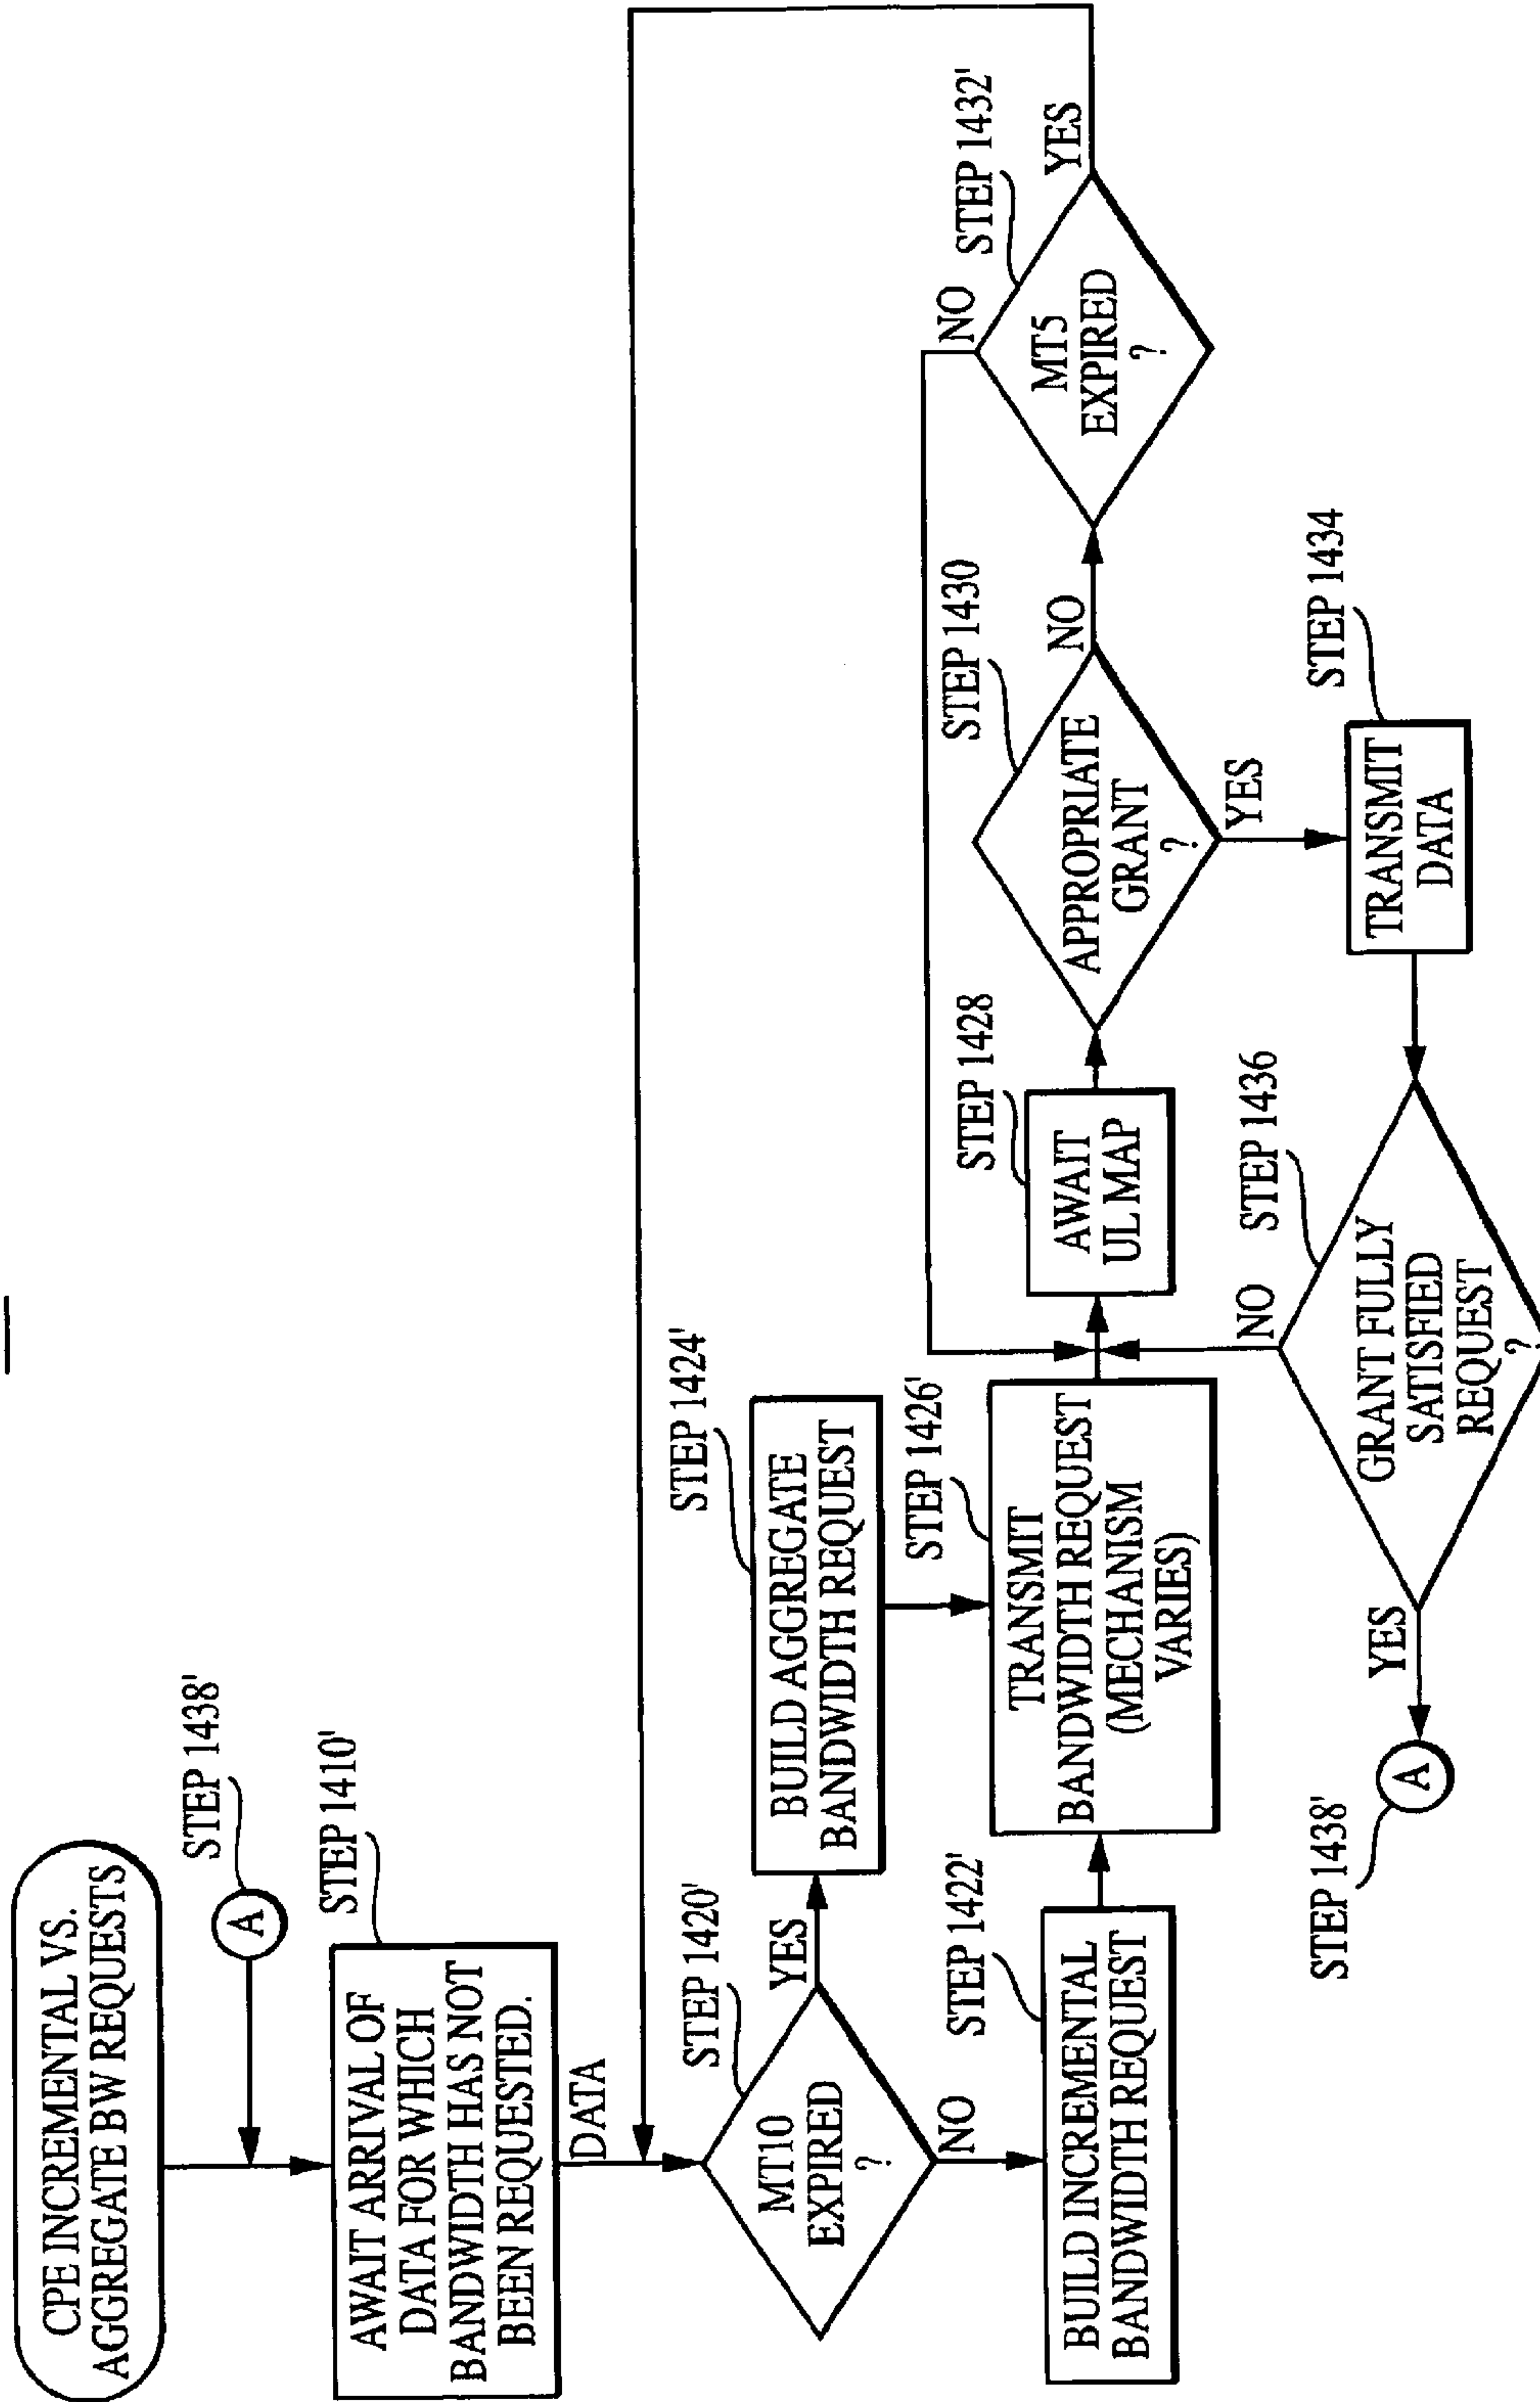 CPE INCREMENTAL VS.
AGGREGATE BW REQUESTS
STEP 1438'
A
STEP 1410'
AWAIT ARRIVAL OF
DATA FOR WHICH
BANDWIDTH HAS NOT
BEEN REQUESTED.
DATA
STEP 1420'
MT10
EXPIRED
?
YES
NO
STEP 1424'
BUILD AGGREGATE
BANDWIDTH REQUEST
STEP 1422'
BUILD INCREMENTAL
BANDWIDTH REQUEST
STEP 1426'
TRANSMIT
BANDWIDTH REQUEST
(MECHANISM
VARIES)
STEP 1428
AWAIT
UL MAP
STEP 1430
APPROPRIATE
GRANT
?
NO
YES
STEP 1432'
MT5
EXPIRED
?
NO
YES
STEP 1434
TRANSMIT
DATA
STEP 1436
GRANT FULLY
SATISFIED
REQUEST
?
NO
YES
A
STEP 1438'